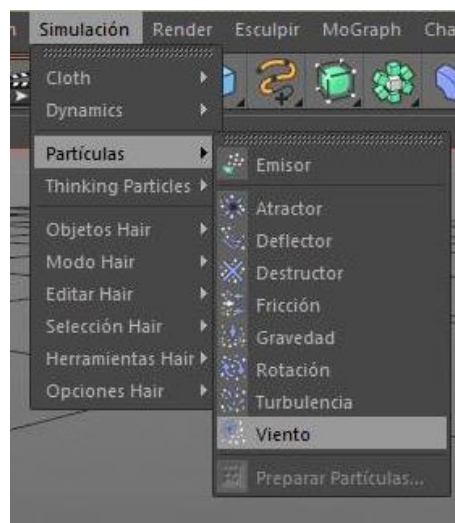 Simulación Render Esculpir MoGraph Cha
Cloth
Dynamics
Partículas
Thinking Particles
Objetos Hair
Modo Hair
Editar Hair
Selección Hair
Herramientas Hair
Opciones Hair
Emisor
Atractor
Deflector
Destructor
Fricción
Gravedad
Rotación
Turbulencia
Viento
Preparar Partículas...